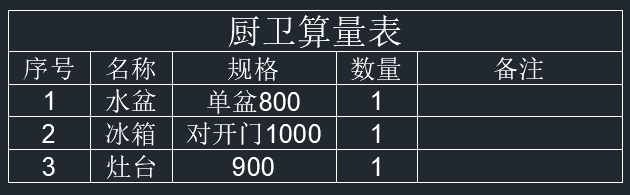 厨卫算量表
序号 名称 规格 数量 备注
1 水盆 单盆800 1
2 冰箱 对开门1000 1
3 灶台 900 1